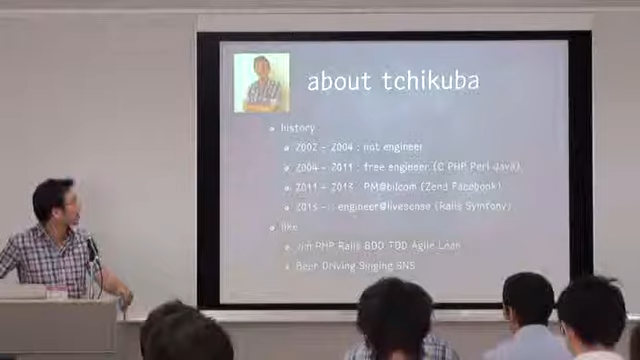 about tchikuba
history
2002 - 2004 : not engineer
2004 - 2011 : free engineer (C PHP Perl Java)
2011 - 2013 : PM@bitcom (Zend Facebook)
2013 - : engineer@livesense (Rails Symfony)
like
Vim PHP Rails BDD TDD Agile Lean
Beer Driving Singing SNS